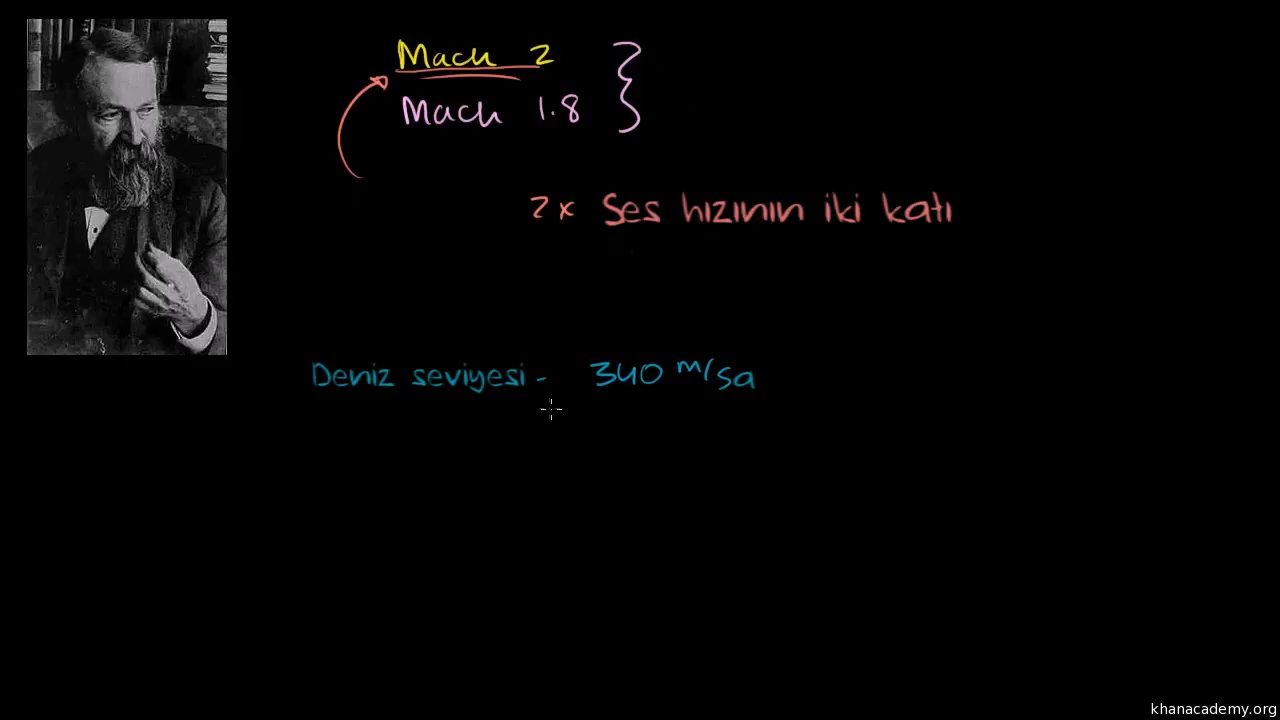 Mach 2
Mach 1.8
2x Ses hızının iki katı
Deniz seviyesi - 340 m/sa
khanacademy.org